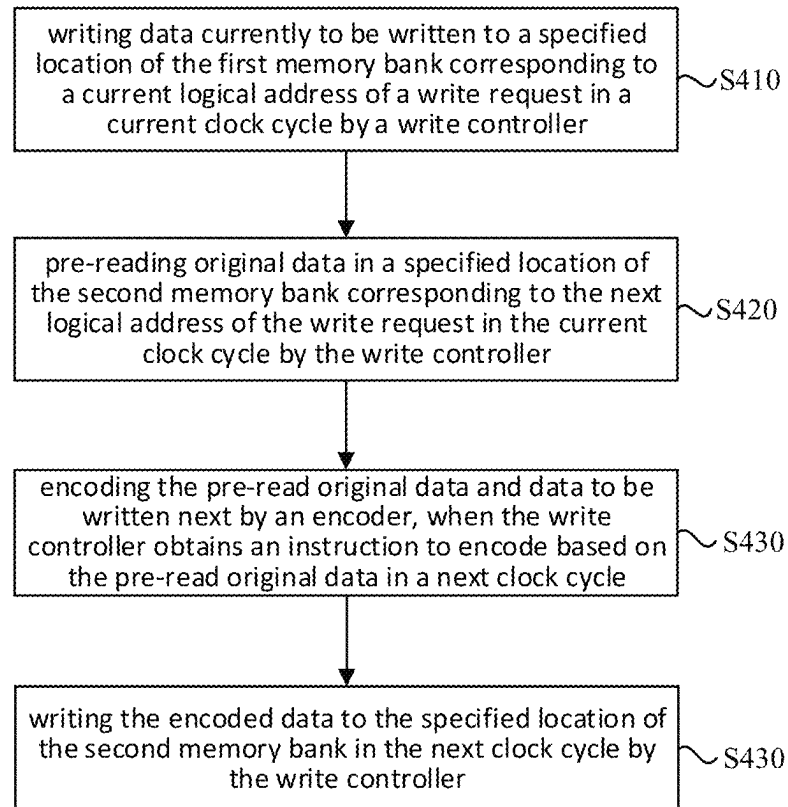 writing data currently to be written to a specified
location of the first memory bank corresponding to
a current logical address of a write request in a
current clock cycle by a write controller
S410
pre-reading original data in a specified location of
the second memory bank corresponding to the next
logical address of the write request in the current
clock cycle by the write controller
S420
encoding the pre-read original data and data to be
written next by an encoder, when the write
controller obtains an instruction to encode based on
the pre-read original data in a next clock cycle
S430
writing the encoded data to the specified location of
the second memory bank in the next clock cycle by
the write controller
S430